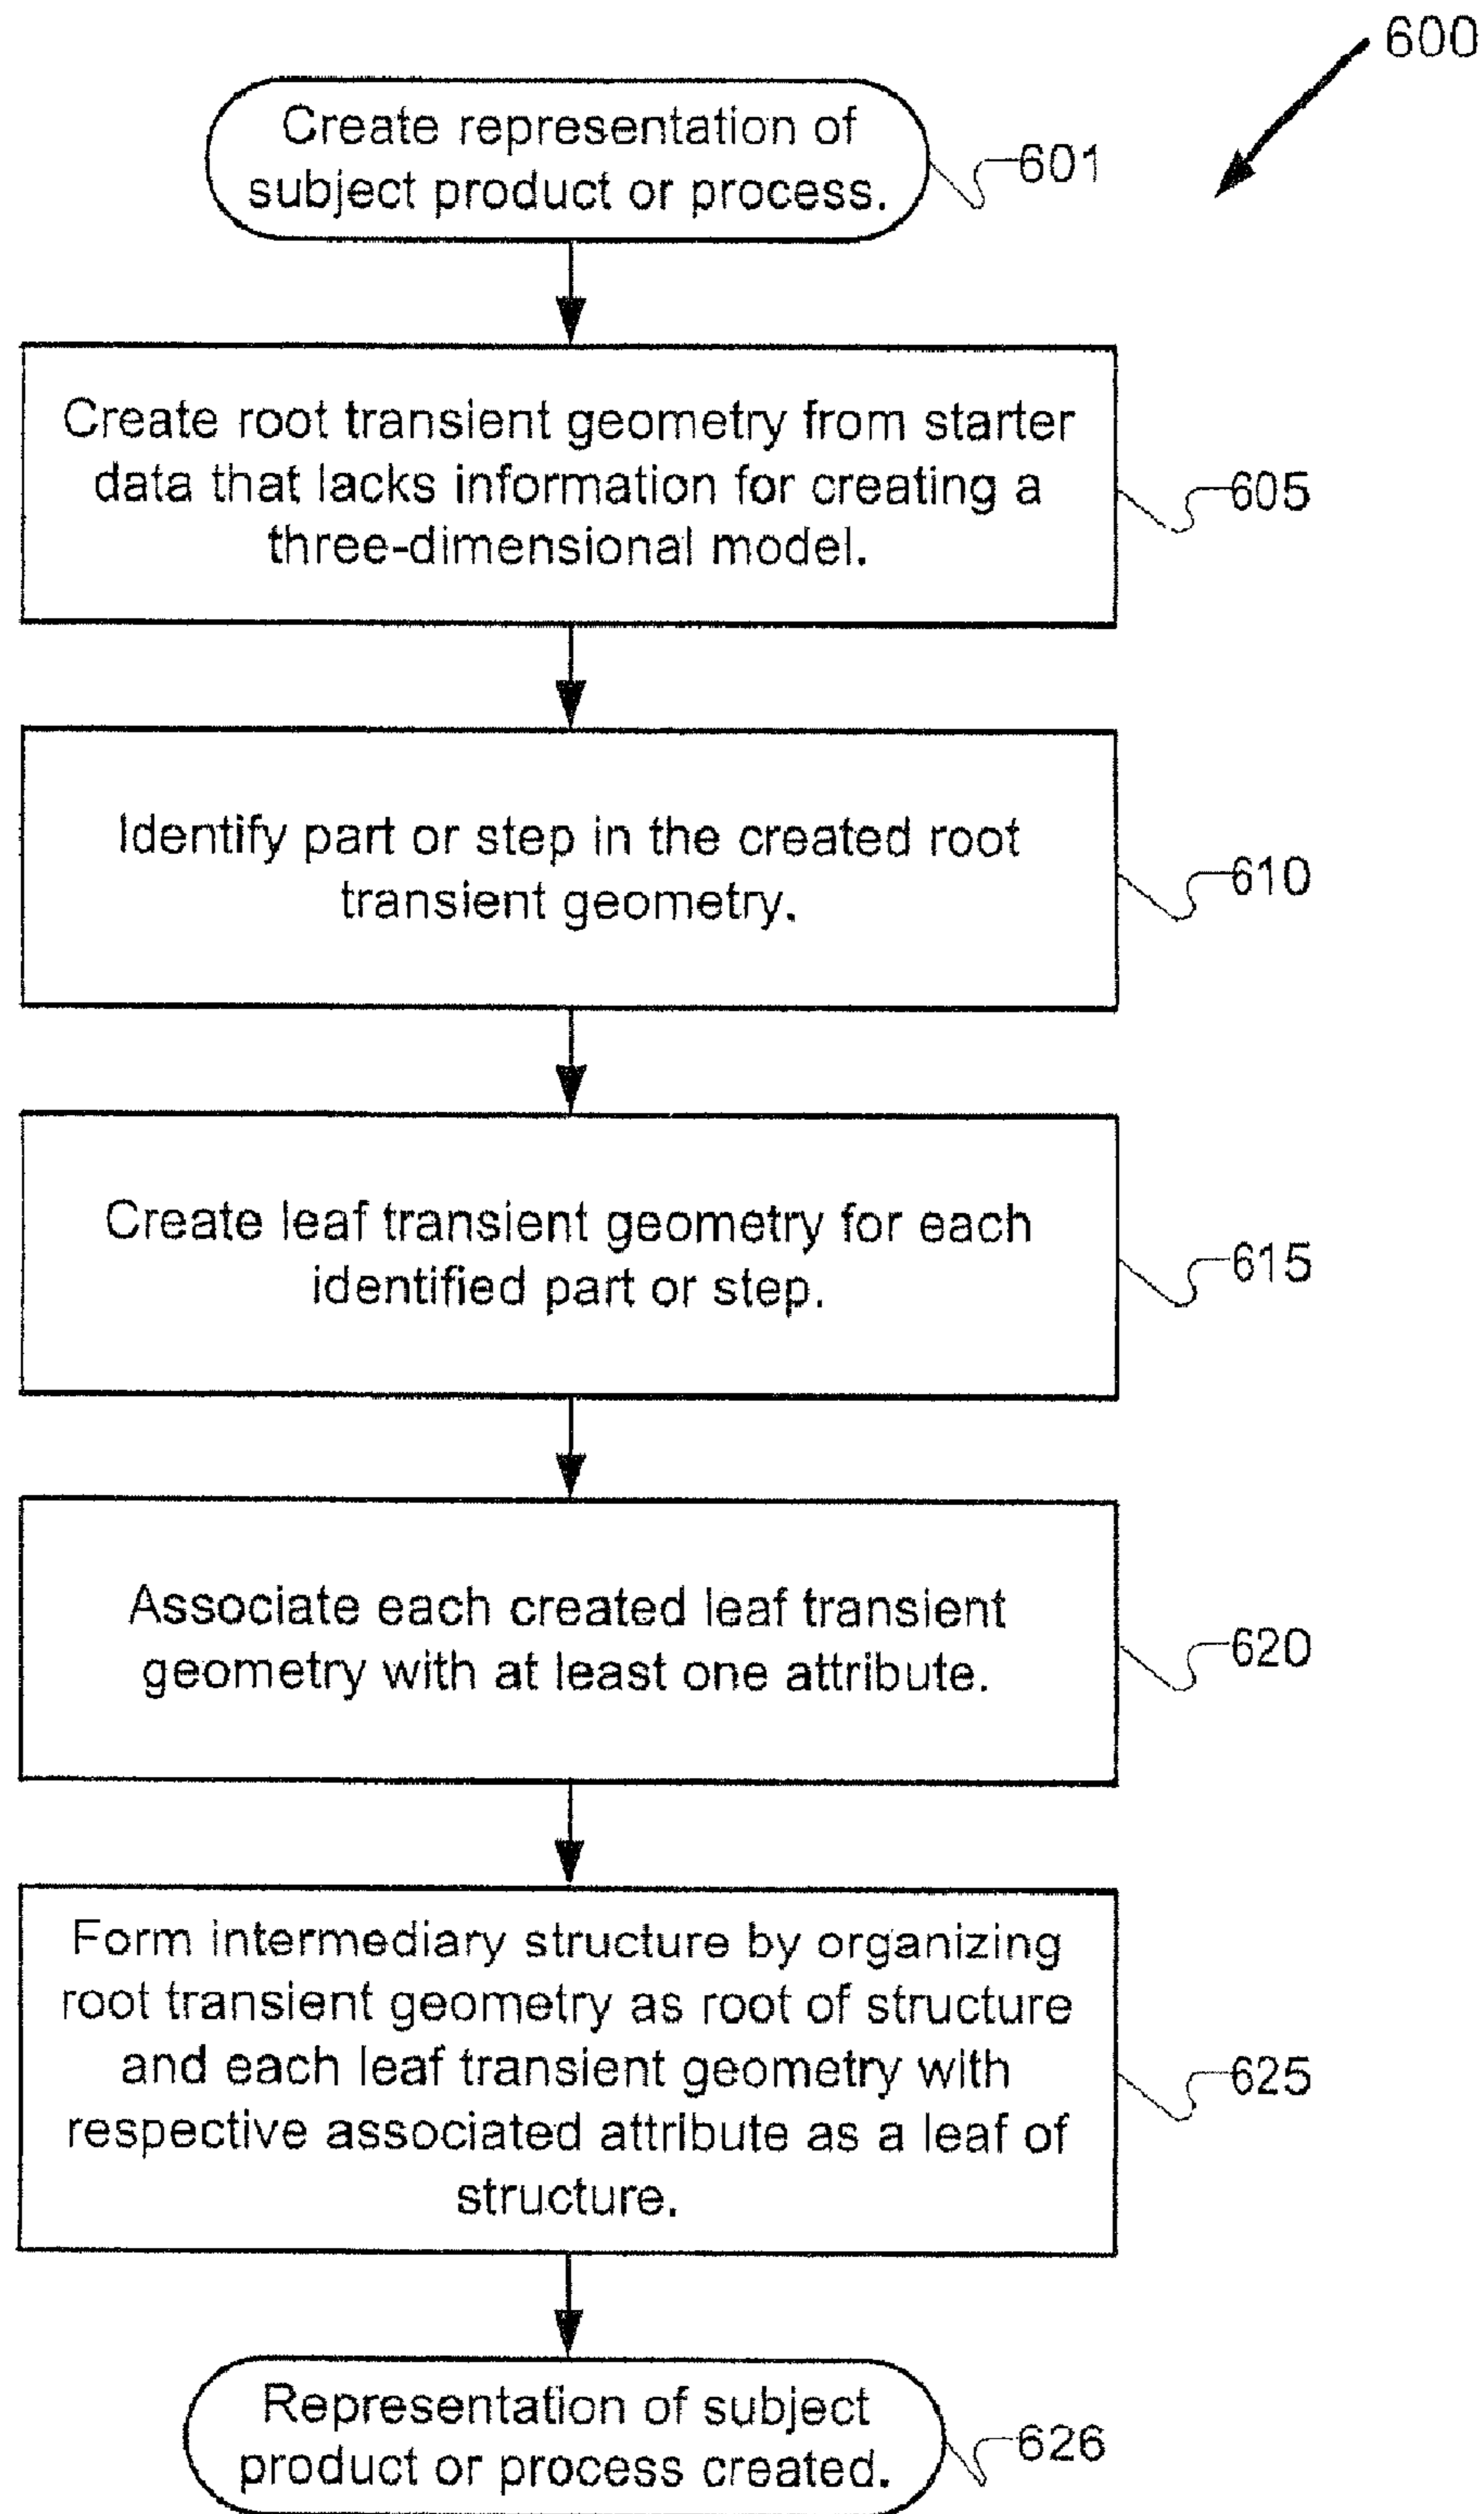 600
Create representation of
subject product or process.
601
Create root transient geometry from starter
data that lacks information for creating a
three-dimensional model.
605
Identify part or step in the created root
transient geometry.
610
Create leaf transient geometry for each
identified part or step.
615
Associate each created leaf transient
geometry with at least one attribute.
620
Form intermediary structure by organizing
root transient geometry as root of structure
and each leaf transient geometry with
respective associated attribute as a leaf of
structure.
625
Representation of subject
product or process created.
626